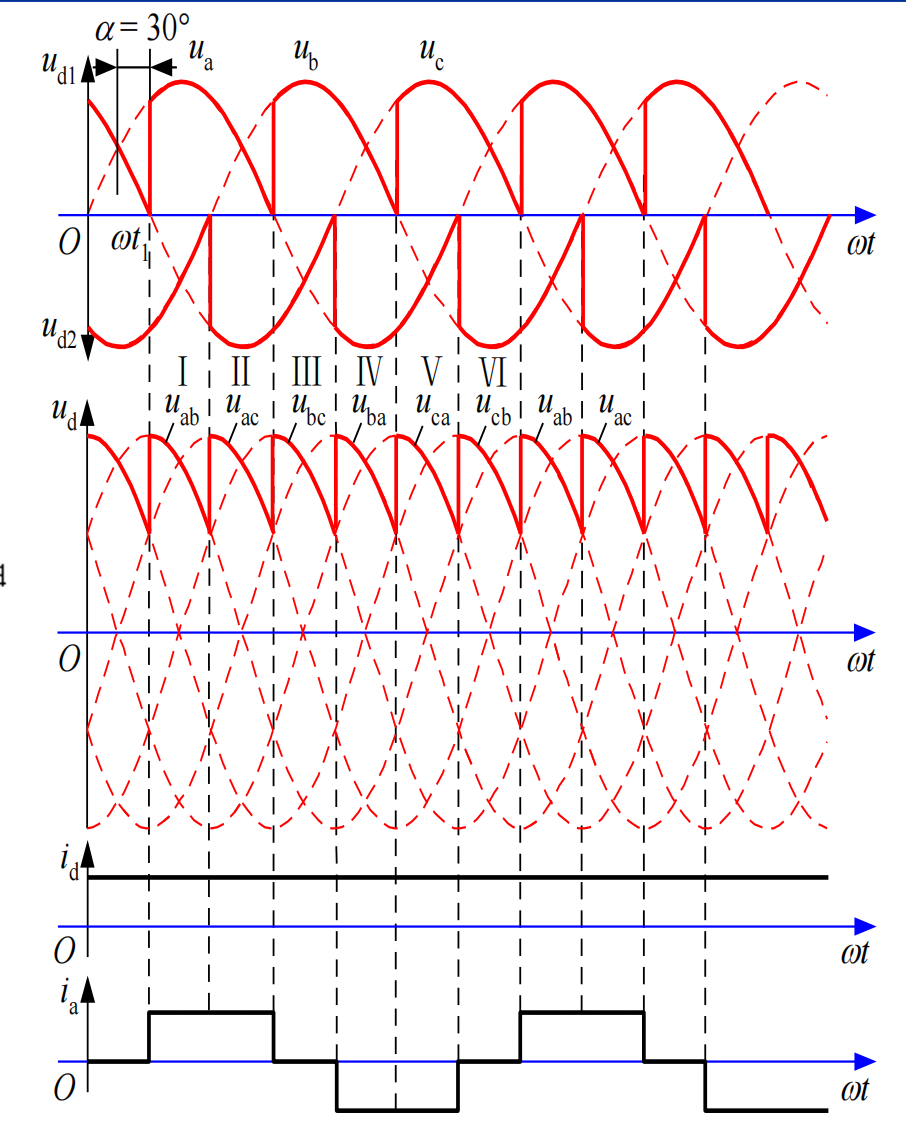 α = 30°
u_d1 u_a u_b u_c
O ωt₁ ωt
u_d2
I II III IV V VI
u_d u_ab u_ac u_bc u_ba u_ca u_cb u_ab u_ac
O ωt
i_d
O ωt
i_a
O ωt